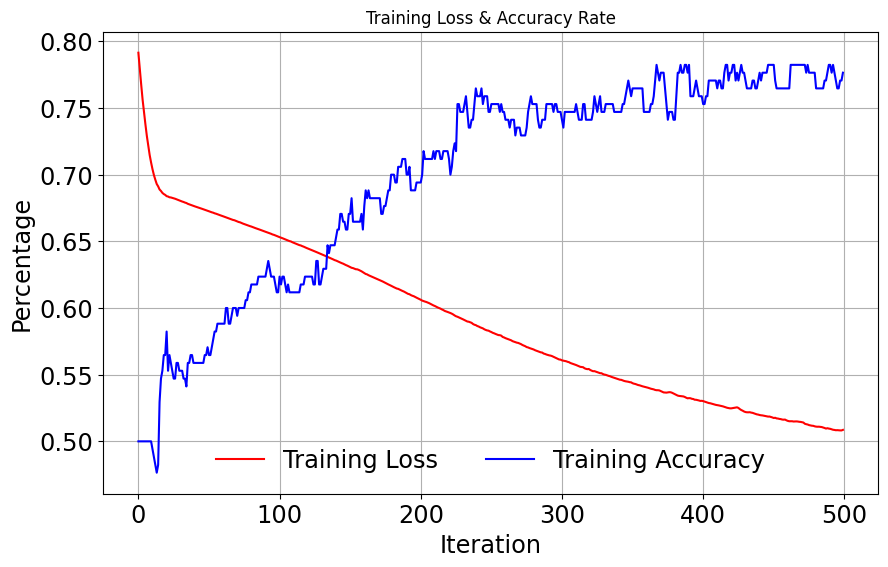 Training Loss & Accuracy Rate
Percentage
0.80
0.75
0.70
0.65
0.60
0.55
0.50
Training Loss
Training Accuracy
0
100
200
300
400
500
Iteration